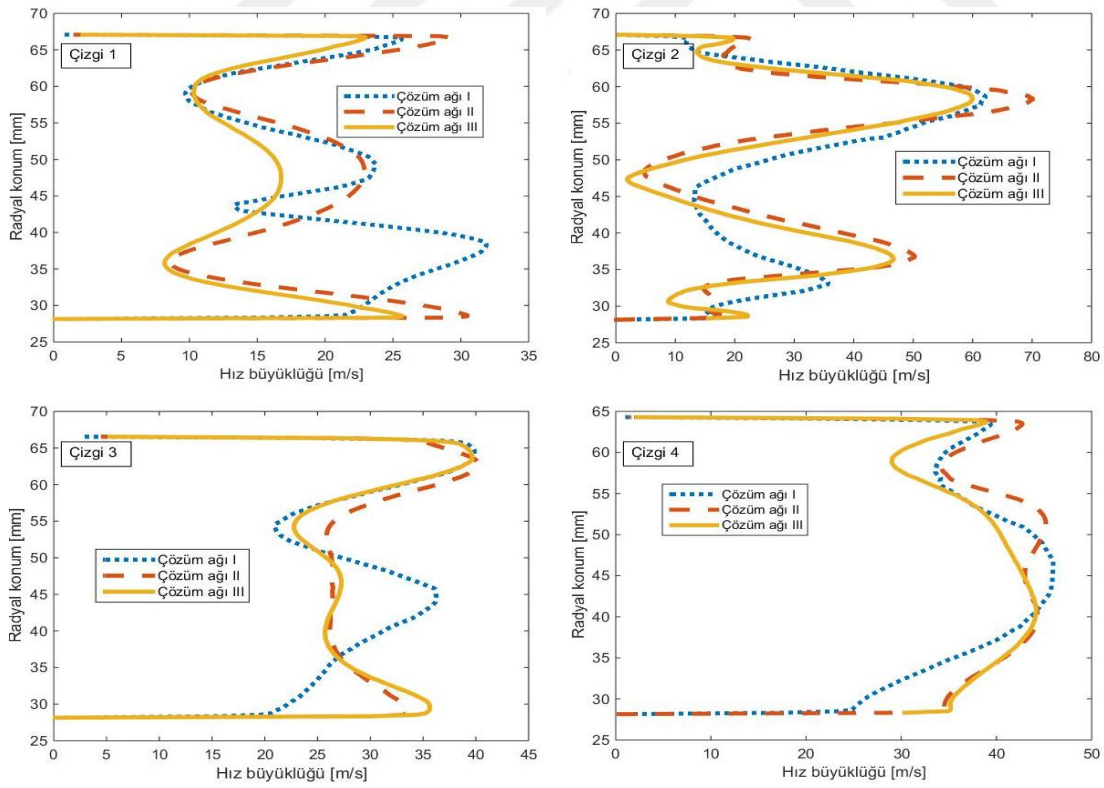 Çizgi 1
Radyal konum [mm]
70
65
60
55
50
45
40
35
30
25
Çözüm ağı I
Çözüm ağı II
Çözüm ağı III
0 5 10 15 20 25 30 35
Hız büyüklüğü [m/s]
Çizgi 2
Radyal konum [mm]
70
65
60
55
50
45
40
35
30
25
Çözüm ağı I
Çözüm ağı II
Çözüm ağı III
0 10 20 30 40 50 60 70 80
Hız büyüklüğü [m/s]
Çizgi 3
Radyal konum [mm]
70
65
60
55
50
45
40
35
30
25
Çözüm ağı I
Çözüm ağı II
Çözüm ağı III
0 5 10 15 20 25 30 35 40 45
Hız büyüklüğü [m/s]
Çizgi 4
Radyal konum [mm]
65
55
45
35
25
Çözüm ağı I
Çözüm ağı II
Çözüm ağı III
0 10 20 30 40 50
Hız büyüklüğü [m/s]